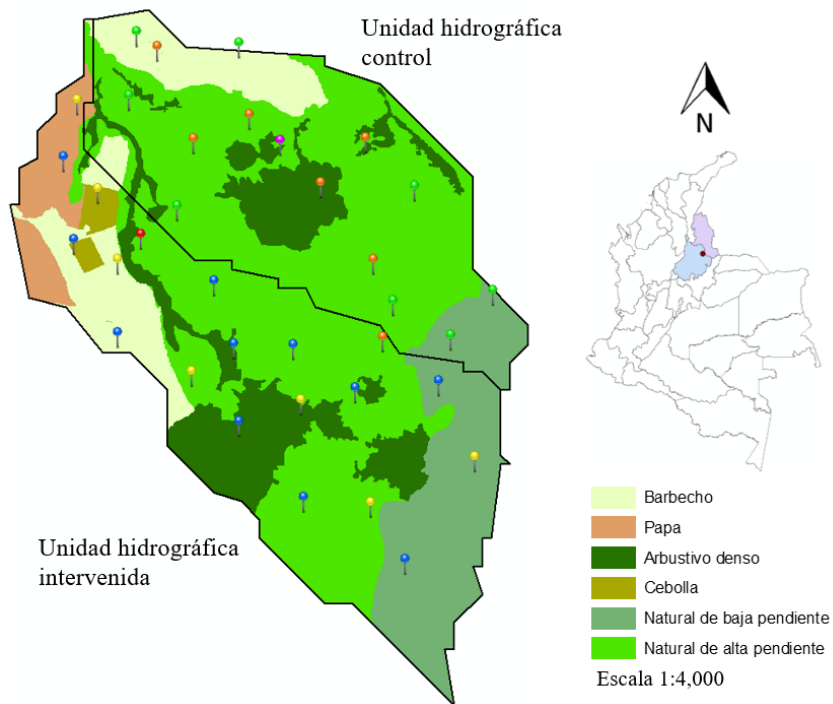 Unidad hidrográfica
control
N
Unidad hidrográfica
intervenida
Barbecho
Papa
Arbustivo denso
Cebolla
Natural de baja pendiente
Natural de alta pendiente
Escala 1:4,000